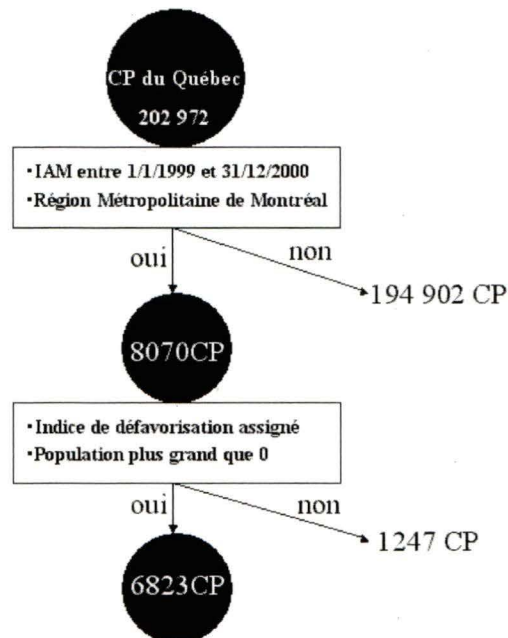 CP du Québec
202 972
•IAM entre 1/1/1999 et 31/12/2000
•Région Métropolitaine de Montréal
oui
non
194 902 CP
8070CP
•Indice de défavorisation assigné
•Population plus grand que 0
oui
non
1247 CP
6823CP